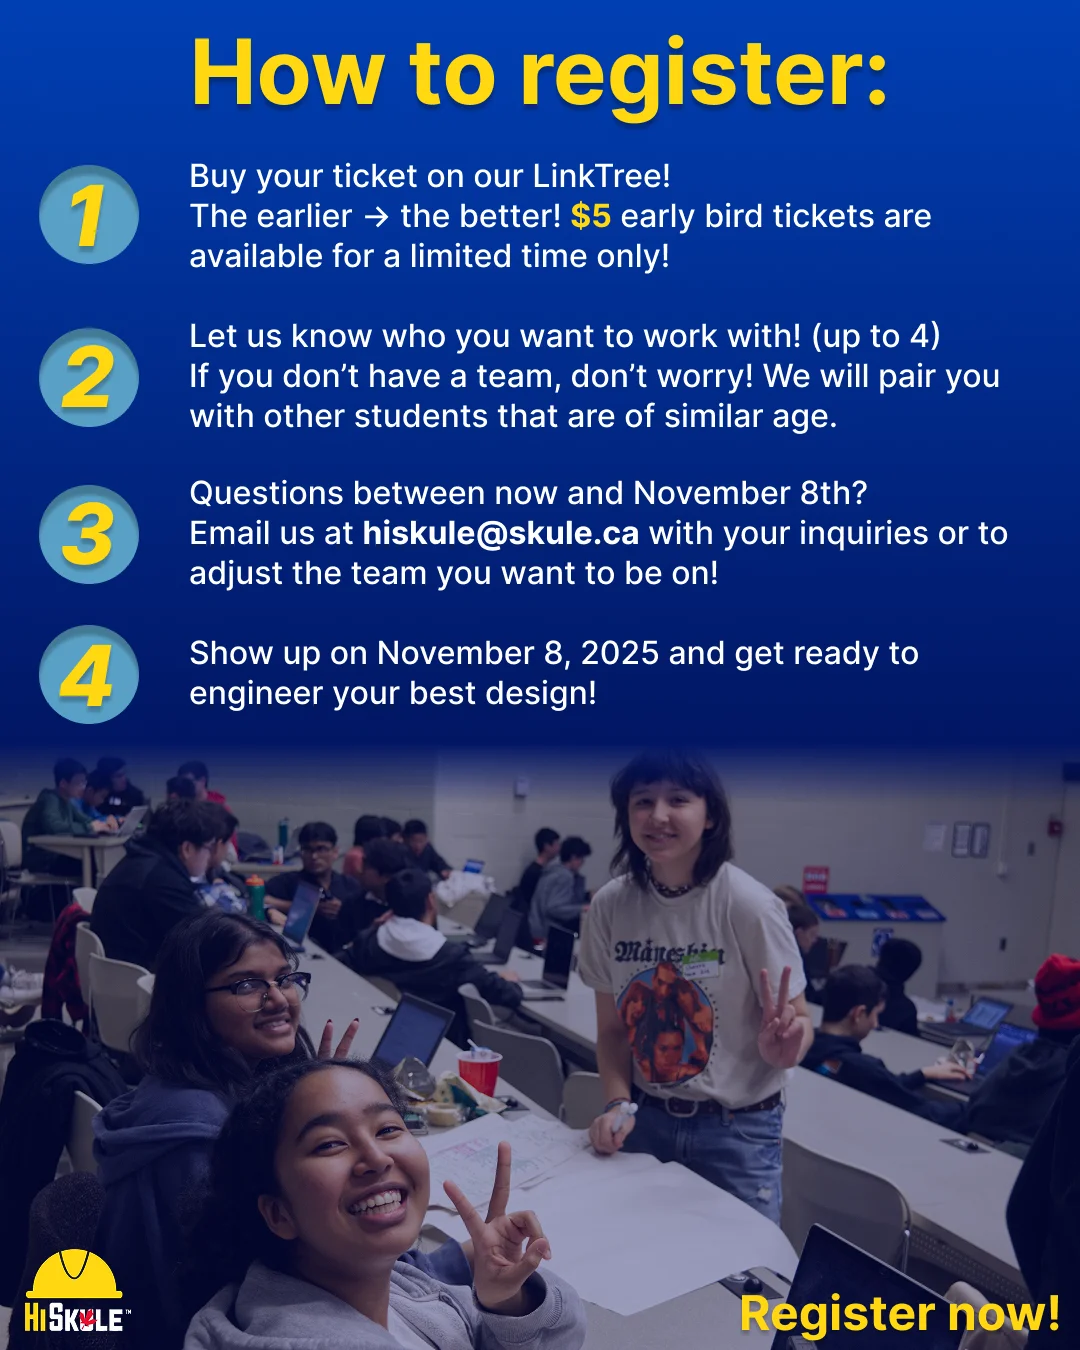 How to register:
1
Buy your ticket on our LinkTree!
The earlier → the better! $5 early bird tickets are
available for a limited time only!
2
Let us know who you want to work with! (up to 4)
If you don’t have a team, don’t worry! We will pair you
with other students that are of similar age.
3
Questions between now and November 8th?
Email us at hiskule@skule.ca with your inquiries or to
adjust the team you want to be on!
4
Show up on November 8, 2025 and get ready to
engineer your best design!
Måneskin
HISKULE™
Register now!